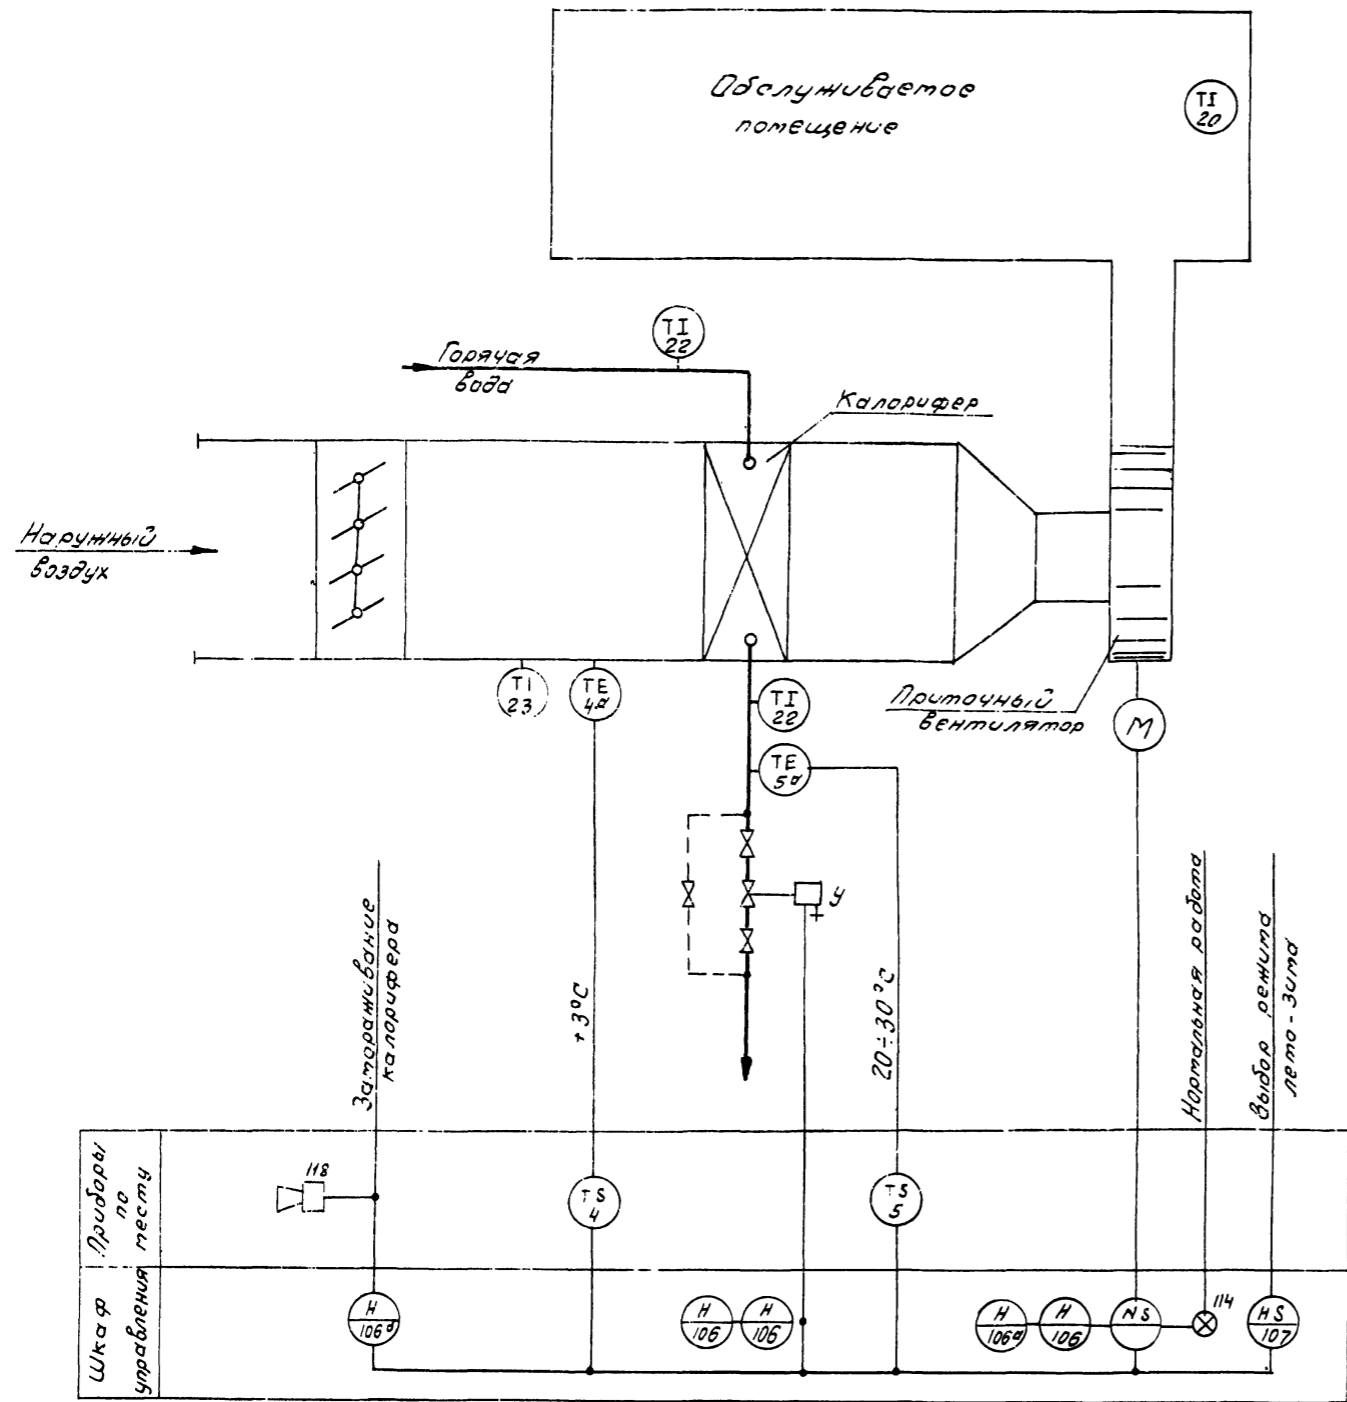 Обслуживаемое
помещение
TI
20
TI
22
Горячая
вода
Калорифер
Наружный
воздух
TI
23
TE
4а
TI
22
TE
5а
Приточный
вентилятор
М
У
Замораживание
калорифера
+3°С
20÷30°С
Нормальная работа
Выбор режима
лето-зима
Приборы
по
месту
118
TS
4
TS
5
Шкаф
управления
H
106б
H
106
H
106
H
106а
H
106
NS
114
HS
107